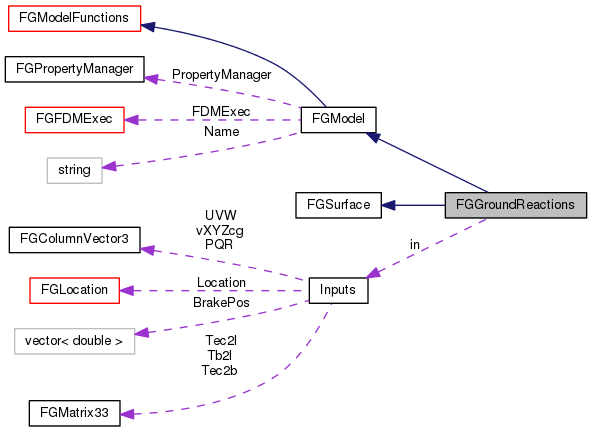 FGModelFunctions
FGPropertyManager
PropertyManager
FGFDMExec
FDMExec
FGModel
Name
string
FGSurface
FGGroundReactions
UVW
vXYZcg
PQR
FGColumnVector3
in
FGLocation
Location
Inputs
BrakePos
vector< double >
Tec2l
Tb2l
Tec2b
FGMatrix33